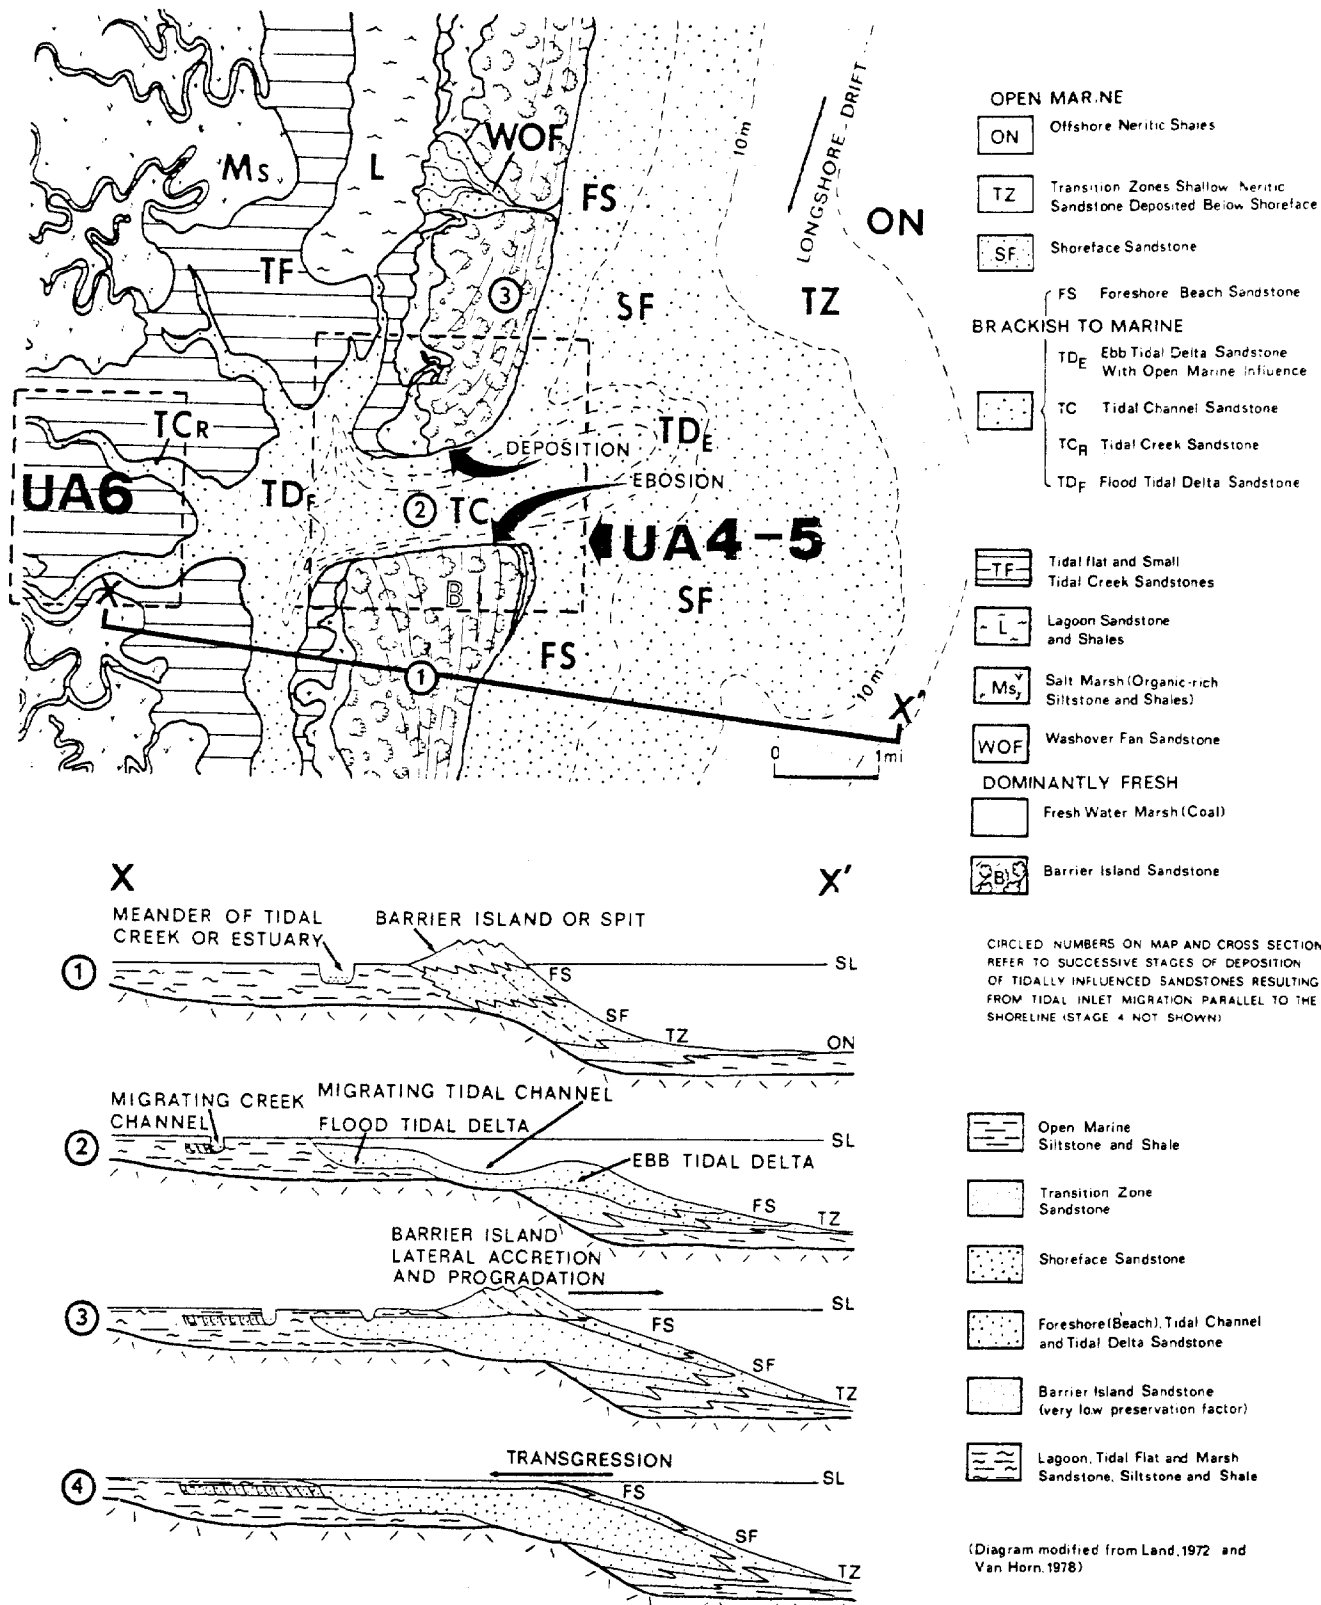 WOF
Ms
L
FS
10m
LONGSHORE DRIFT
ON
TF
3
SF
TZ
TCR
TDE
DEPOSITION
EBOSION
UA6
TDF
2
TC
UA4-5
B
SF
X
FS
1
10m
X'
0
1mi
OPEN MARINE
ON
Offshore Neritic Shales
TZ
Transition Zones Shallow Neritic
Sandstone Deposited Below Shoreface
SF
Shoreface Sandstone
FS Foreshore Beach Sandstone
BRACKISH TO MARINE
TDE Ebb Tidal Delta Sandstone
With Open Marine Influence
TC Tidal Channel Sandstone
TCR Tidal Creek Sandstone
TDF Flood Tidal Delta Sandstone
TF
Tidal flat and Small
Tidal Creek Sandstones
L
Lagoon Sandstone
and Shales
Ms
Salt Marsh (Organic-rich
Siltstone and Shales)
WOF
Washover Fan Sandstone
DOMINANTLY FRESH
Fresh Water Marsh (Coal)
B
Barrier Island Sandstone
CIRCLED NUMBERS ON MAP AND CROSS SECTION
REFER TO SUCCESSIVE STAGES OF DEPOSITION
OF TIDALLY INFLUENCED SANDSTONES RESULTING
FROM TIDAL INLET MIGRATION PARALLEL TO THE
SHORELINE (STAGE 4 NOT SHOWN)
X
X'
MEANDER OF TIDAL
CREEK OR ESTUARY
BARRIER ISLAND OR SPIT
1
SL
FS
SF
TZ
ON
MIGRATING TIDAL CHANNEL
MIGRATING CREEK
CHANNEL
FLOOD TIDAL DELTA
2
SL
EBB TIDAL DELTA
FS
TZ
BARRIER ISLAND
LATERAL ACCRETION
AND PROGRADATION
3
SL
FS
SF
TZ
TRANSGRESSION
4
SL
FS
SF
TZ
Open Marine
Siltstone and Shale
Transition Zone
Sandstone
Shoreface Sandstone
Foreshore (Beach), Tidal Channel
and Tidal Delta Sandstone
Barrier Island Sandstone
(very low preservation factor)
Lagoon, Tidal Flat and Marsh
Sandstone, Siltstone and Shale
(Diagram modified from Land, 1972 and
Van Horn, 1978)